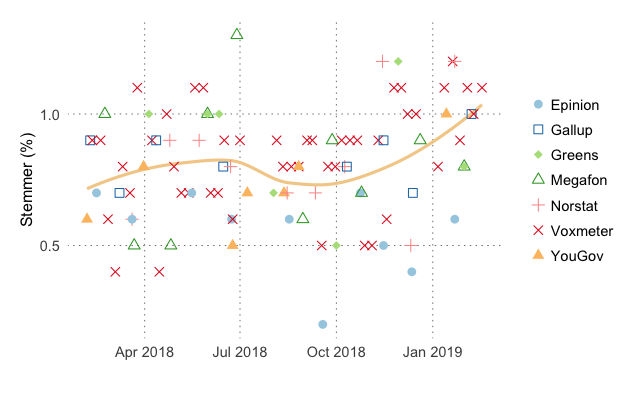 Stemmer (%)
1.0
0.5
Apr 2018
Jul 2018
Oct 2018
Jan 2019
Epinion
Gallup
Greens
Megafon
Norstat
Voxmeter
YouGov